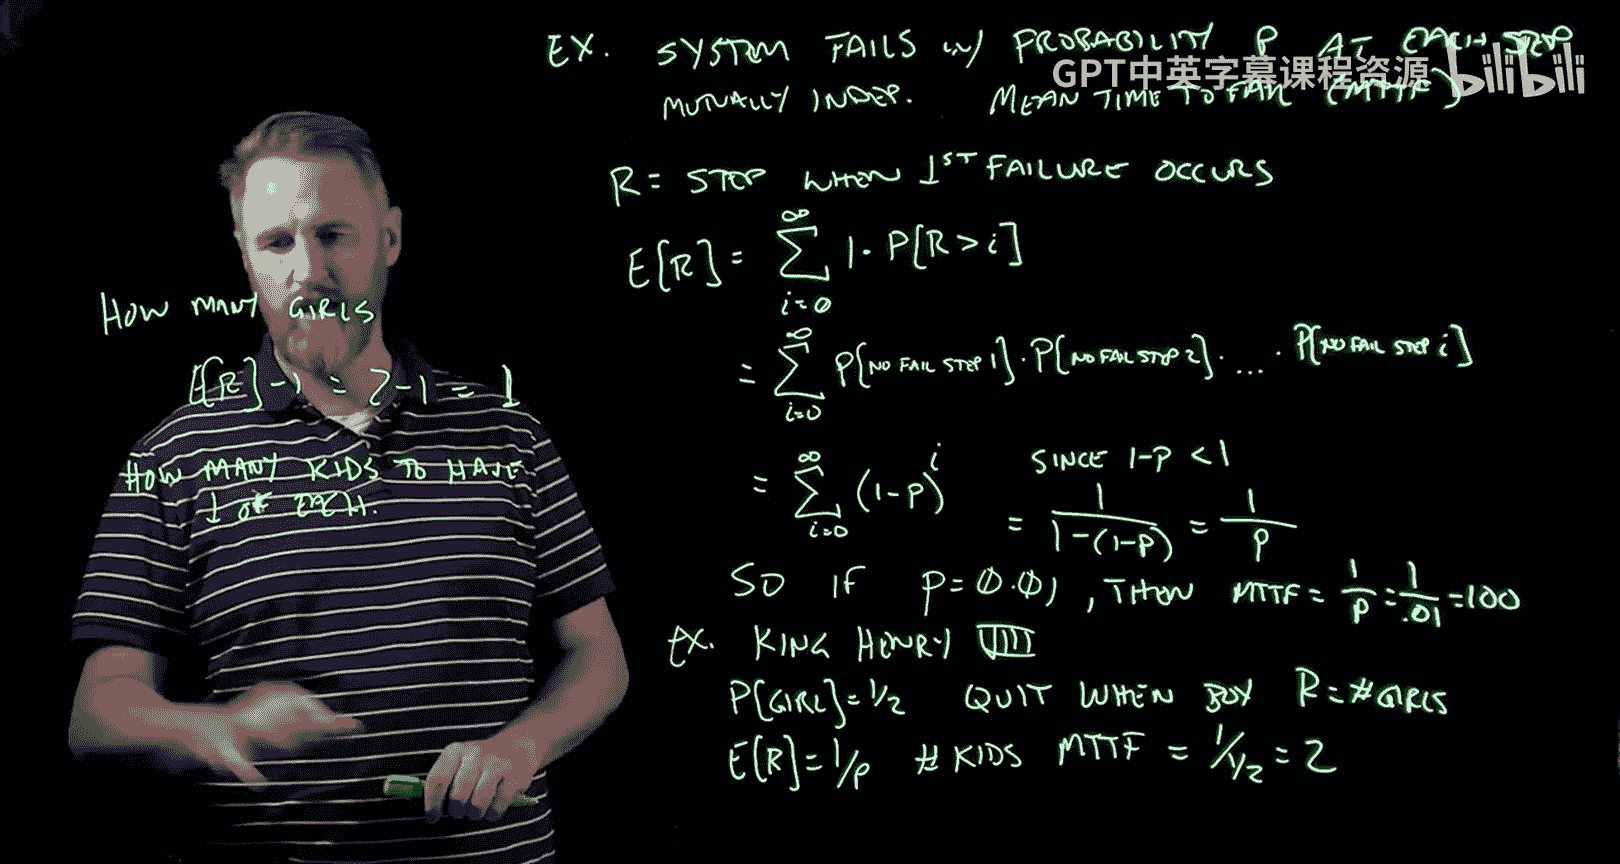 EX. SYSTEM FAILS w/ PROBABILITY P AT EACH STEP
GPT中英字幕课程资源 bilibili
MUTUALLY INDEP. MEAN TIME TO FAIL (MTTF)
R = STEP WHEN 1ST FAILURE OCCURS
E[R] = ∑_{i=0}^{∞} 1 · P[R > i]
= ∑_{i=0}^{∞} P[NO FAIL STEP 1] · P[NO FAIL STEP 2] · ... · P[NO FAIL STEP i]
= ∑_{i=0}^{∞} (1-P)^i SINCE 1-P < 1
= 1/(1-(1-P)) = 1/P
SO IF P = 0.01, THEN MTTF = 1/P = 1/.01 = 100
EX. KING HENRY VIII
P[GIRL] = 1/2 QUIT WHEN BOY R = # GIRLS
E[R] = 1/P # KIDS MTTF = 1/1/2 = 2
HOW MANY GIRLS
E[R] - 1 = 2 - 1 = 1
HOW MANY KIDS TO HAVE
1 OF EACH.